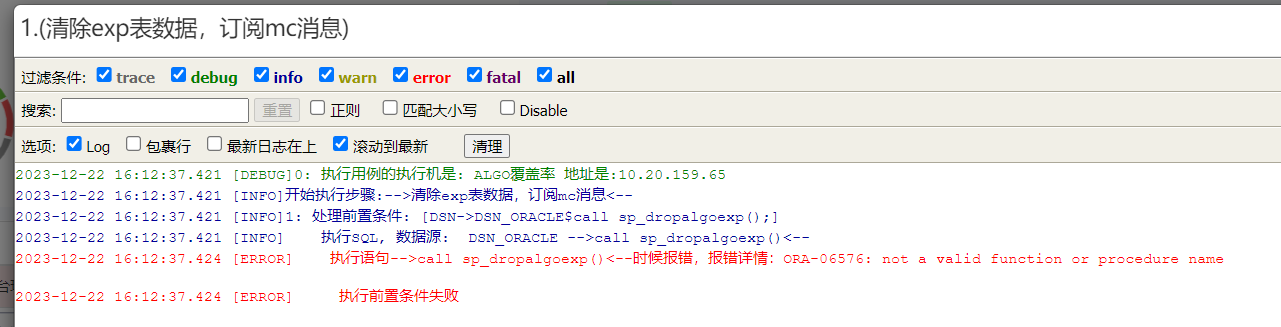 1.(清除exp表数据，订阅mc消息)
过滤条件: trace debug info warn error fatal all
搜索: 重置 正则 匹配大小写 Disable
选项: Log 包裹行 最新日志在上 滚动到最新 清理
2023-12-22 16:12:37.421 [DEBUG]0: 执行用例的执行机是: ALGO覆盖率 地址是:10.20.159.65
2023-12-22 16:12:37.421 [INFO]开始执行步骤:-->清除exp表数据，订阅mc消息<--
2023-12-22 16:12:37.421 [INFO]1: 处理前置条件: [DSN->DSN_ORACLE$call sp_dropalgoexp();]
2023-12-22 16:12:37.421 [INFO] 执行SQL, 数据源: DSN_ORACLE -->call sp_dropalgoexp()<--
2023-12-22 16:12:37.424 [ERROR] 执行语句-->call sp_dropalgoexp()<--时候报错，报错详情：ORA-06576: not a valid function or procedure name
2023-12-22 16:12:37.424 [ERROR] 执行前置条件失败